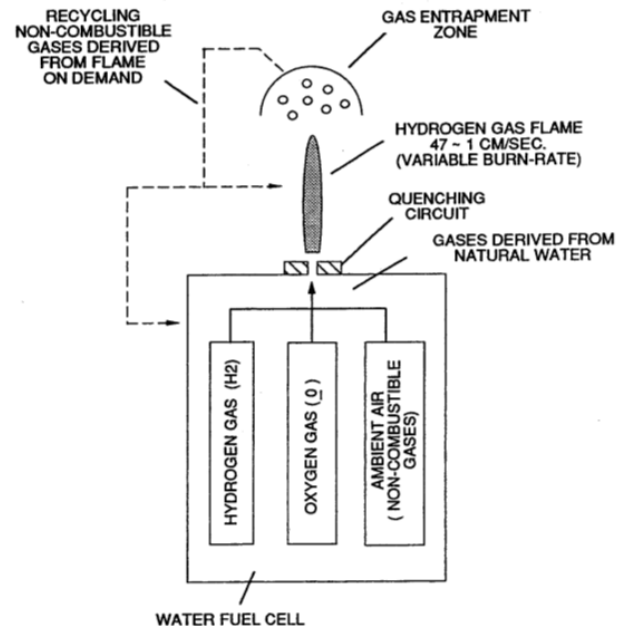 RECYCLING
NON-COMBUSTIBLE
GASES DERIVED
FROM FLAME
ON DEMAND
GAS ENTRAPMENT
ZONE
HYDROGEN GAS FLAME
47 ~ 1 CM/SEC.
(VARIABLE BURN-RATE)
QUENCHING
CIRCUIT
GASES DERIVED FROM
NATURAL WATER
HYDROGEN GAS (H2)
OXYGEN GAS (0)
AMBIENT AIR
( NON-COMBUSTIBLE
GASES)
WATER FUEL CELL